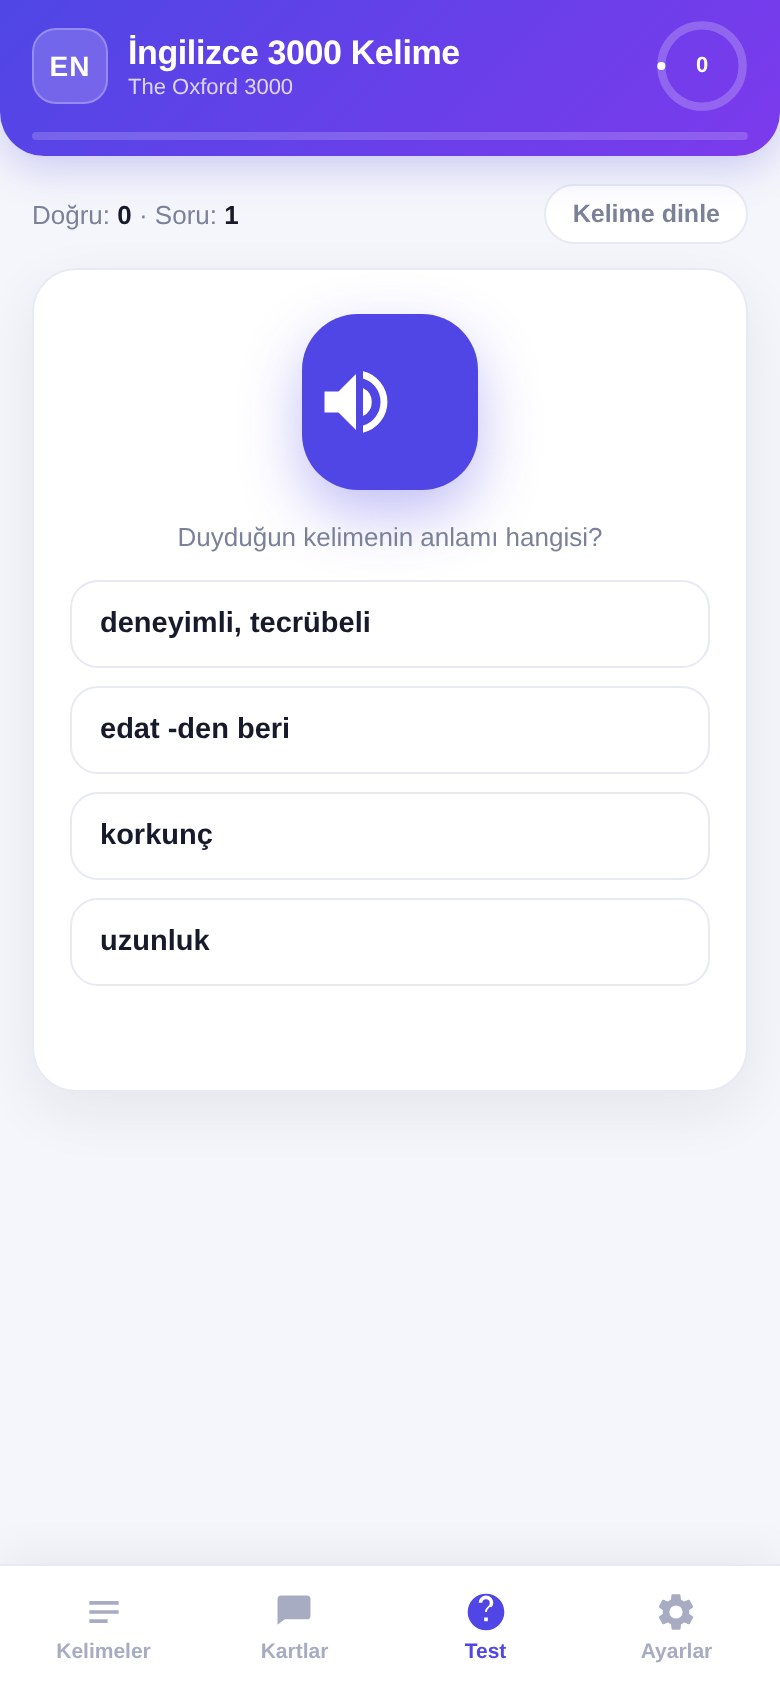 EN
İngilizce 3000 Kelime
The Oxford 3000
0
Doğru: 0 · Soru: 1
Kelime dinle
Duyduğun kelimenin anlamı hangisi?
deneyimli, tecrübeli
edat -den beri
korkunç
uzunluk
Kelimeler
Kartlar
Test
Ayarlar